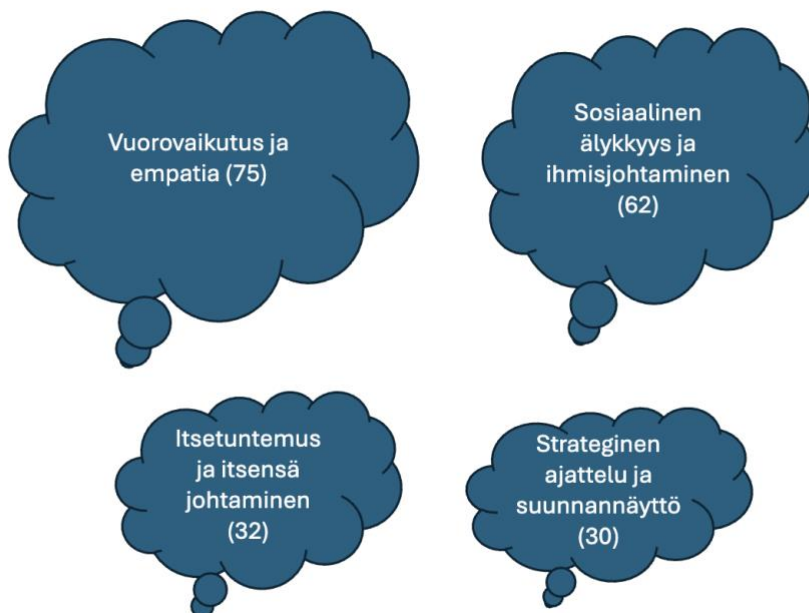 Vuorovaikutus ja
empatia (75)
Sosiaalinen
älykkyys ja
ihmisjohtaminen
(62)
Itsetuntemus
ja itsensä
johtaminen
(32)
Strateginen
ajattelu ja
suunnannäyttö
(30)